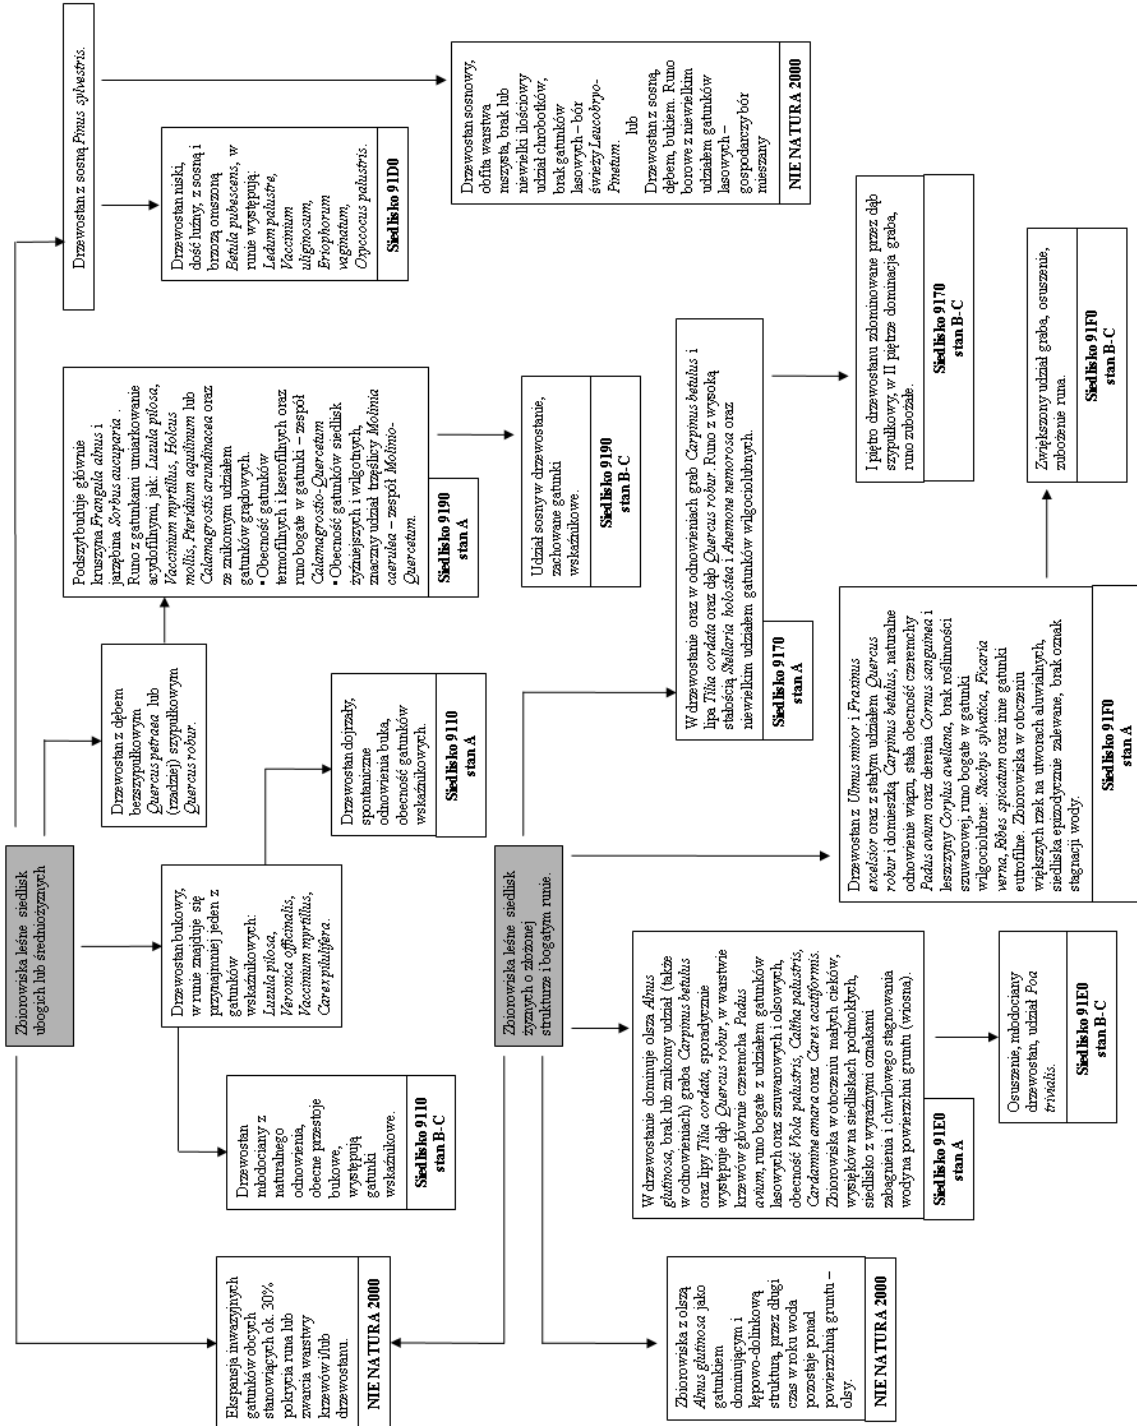 Zbiorowiska leśne siedlisk
ubogich lub średniożyznych
Ekspansja inwazyjnych
gatunków obcych
stanowiących ok. 30%
pokrycia runa lub
zwarcia warstwy
krzewów i/lub
drzewostanu.
NIE NATURA 2000
Drzewostan
młodociany z
naturalnego
odnowienia,
obecne przestoje
bukowe,
występują
gatunki
wskaźnikowe.
Siedlisko 9110
stan B-C
Drzewostan bukowy,
w runie znajduje się
przynajmniej jeden z
gatunków
wskaźnikowych:
Luzula pilosa,
Veronica officinalis,
Vaccinium myrtillus,
Carex pilulifera.
Drzewostan dojrzały,
spontaniczne
odnowienia buka,
obecność gatunków
wskaźnikowych.
Siedlisko 9110
stan A
Drzewostan z dębem
bezszypułkowym
Quercus petraea lub
(rzadziej) szypułkowym
Quercus robur.
Podszyt buduje głównie
kruszyna Frangula alnus i
jarzębina Sorbus aucuparia .
Runo z gatunkami umiarkowanie
acydofilnymi, jak: Luzula pilosa,
Vaccinium myrtillus, Holcus
mollis, Pteridium aquilinum lub
Calamagrostis arundinacea oraz
ze znikomym udziałem
gatunków grądowych.
▪ Obecność gatunków
termofilnych i kserofilnych oraz
runo bogate w gatunki – zespół
Calamagrostio-Quercetum
▪ Obecność gatunków siedlisk
żyźniejszych i wilgotnych,
znaczny udział trzęślicy Molinia
caerulea – zespół Molinio-
Quercetum.
Siedlisko 9190
stan A
Udział sosny w drzewostanie,
zachowane gatunki
wskaźnikowe.
Siedlisko 9190
stan B-C
Drzewostan z sosną Pinus sylvestris.
Drzewostan niski,
dość luźny, z sosną i
brzozą omszoną
Betula pubescens, w
runie występują:
Ledum palustre,
Vaccinium
uliginosum,
Eriophorum
vaginatum,
Oxyccocus palustris.
Siedlisko 91D0
Drzewostan sosnowy,
obfita warstwa
mszysta, brak lub
niewielki ilościowy
udział chrobotków,
brak gatunków
lasowych – bór
świeży Leucobryo-
Pinetum.
lub
Drzewostan z sosną,
dębem, bukiem. Runo
borowe z niewielkim
udziałem gatunków
lasowych –
gospodarczy bór
mieszany
NIE NATURA 2000
Zbiorowiska leśne siedlisk
żyznych o złożonej
strukturze i bogatym runie.
Zbiorowiska z olszą
Alnus glutinosa jako
gatunkiem
dominującym i
kępowo-dolinkową
strukturą, przez długi
czas w roku woda
pozostaje ponad
powierzchnią gruntu –
olsy.
NIE NATURA 2000
W drzewostanie dominuje olsza Alnus
glutinosa, brak lub znikomy udział (także
w odnowieniach) graba Carpinus betulus
oraz lipy Tilia cordata, sporadycznie
występuje dąb Quercus robur, w warstwie
krzewów głównie czeremcha Padus
avium, runo bogate z udziałem gatunków
lasowych oraz szuwarowych i olsowych,
obecność Viola palustris, Caltha palustris,
Cardamine amara oraz Carex acutiformis.
Zbiorowiska w otoczeniu małych cieków,
wysięków na siedliskach podmokłych,
siedlisko z wyraźnymi oznakami
zabagnienia i chwilowego stagnowania
wody na powierzchni gruntu (wiosna).
Siedlisko 91E0
stan A
Osuszenie, młodociany
drzewostan, udział Poa
trivialis.
Siedlisko 91E0
stan B-C
Drzewostan z Ulmus minor i Fraxinus
excelsior oraz z stałym udziałem Quercus
robur i domieszką Carpinus betulus, naturalne
odnowienie wiązu, stała obecność czeremchy
Padus avium oraz derenia Cornus sanguinea i
leszczyny Corylus avellana, brak roślinności
szuwarowej, runo bogate w gatunki
wilgociolubne: Stachys sylvatica, Ficaria
verna, Ribes spicatum oraz inne gatunki
eutrofilne. Zbiorowiska w otoczeniu
większych rzek na utworach aluwialnych,
siedliska epizodycznie zalewane, brak oznak
stagnacji wody.
Siedlisko 91F0
stan A
Zwiększony udział graba, osuszenie,
zubożenie runa.
Siedlisko 91F0
stan B-C
W drzewostanie oraz w odnowieniach grab Carpinus betulus i
lipa Tilia cordata oraz dąb Quercus robur. Runo z wysoką
stałością Stellaria holostea i Anemone nemorosa oraz
niewielkim udziałem gatunków wilgociolubnych.
Siedlisko 9170
stan A
I piętro drzewostanu zdominowane przez dąb
szypułkowy, w II piętrze dominacja graba,
runo zubożałe.
Siedlisko 9170
stan B-C